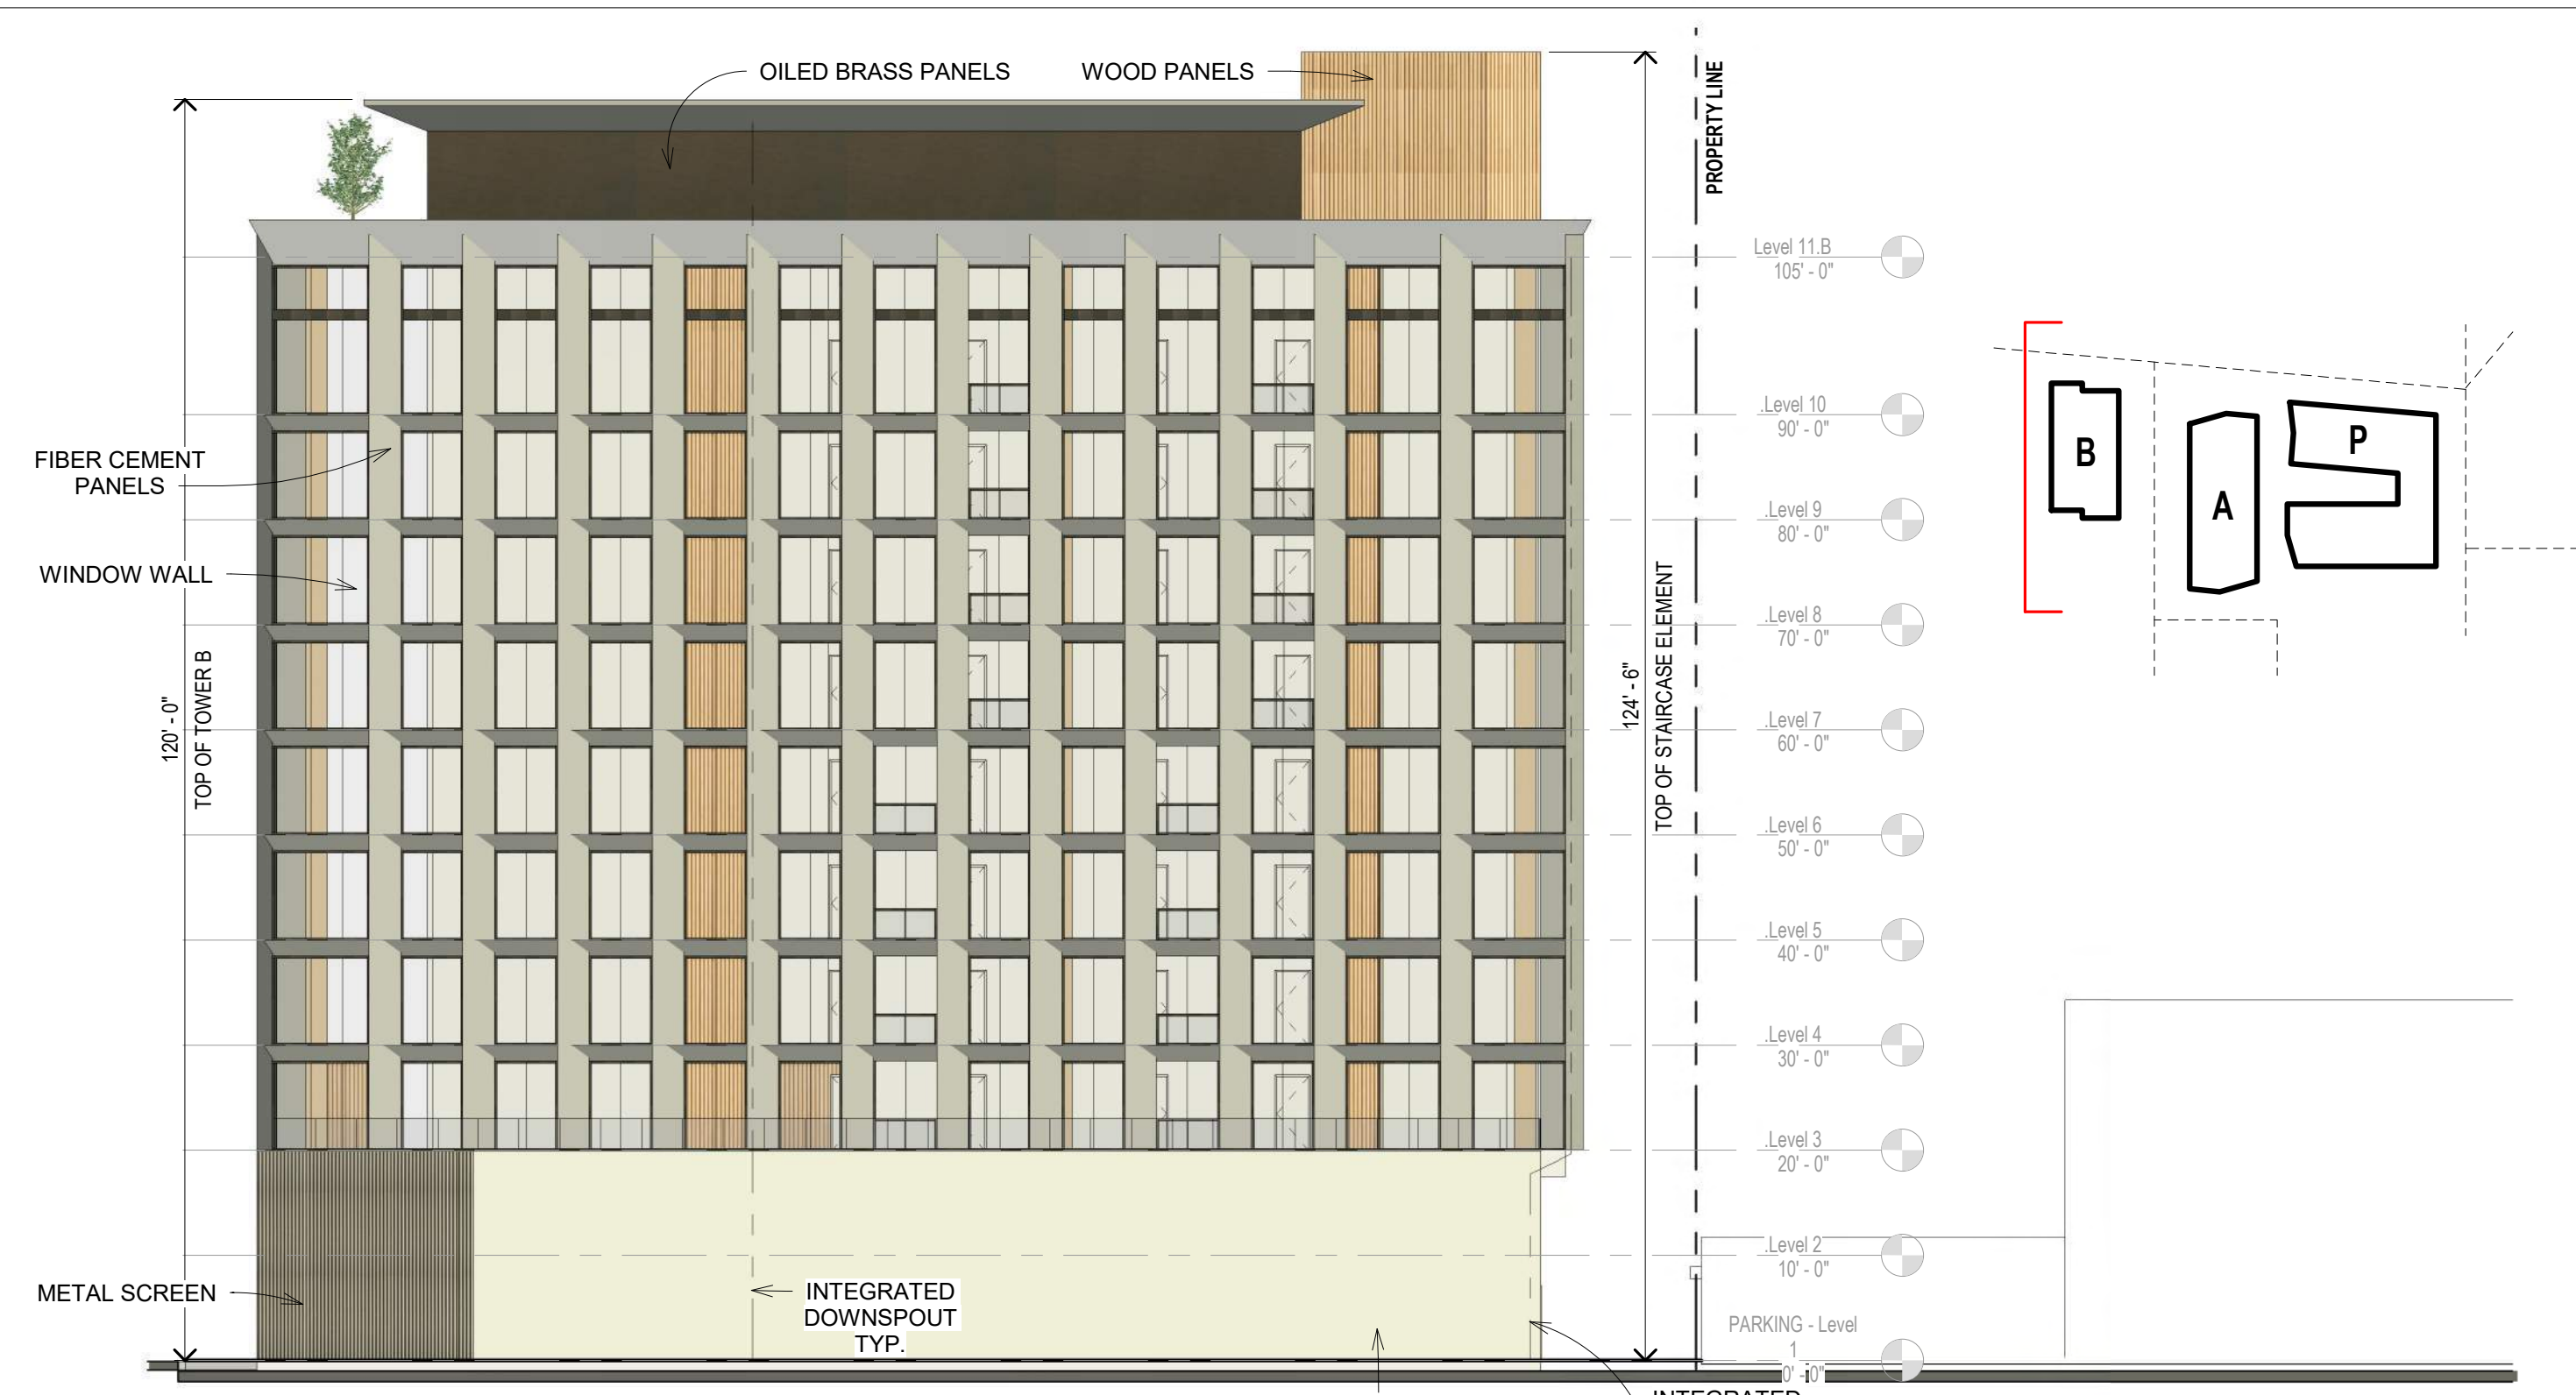 OILED BRASS PANELS
WOOD PANELS
PROPERTY LINE
FIBER CEMENT
PANELS
WINDOW WALL
120' - 0"
TOP OF TOWER B
METAL SCREEN
INTEGRATED
DOWNSPOUT
TYP.
124' - 6"
TOP OF STAIRCASE ELEMENT
Level 11.B
105' - 0"
.Level 10
90' - 0"
.Level 9
80' - 0"
.Level 8
70' - 0"
.Level 7
60' - 0"
.Level 6
50' - 0"
.Level 5
40' - 0"
.Level 4
30' - 0"
.Level 3
20' - 0"
.Level 2
10' - 0"
PARKING - Level
1
0' - 0"
B
A
P
INTEGRATED